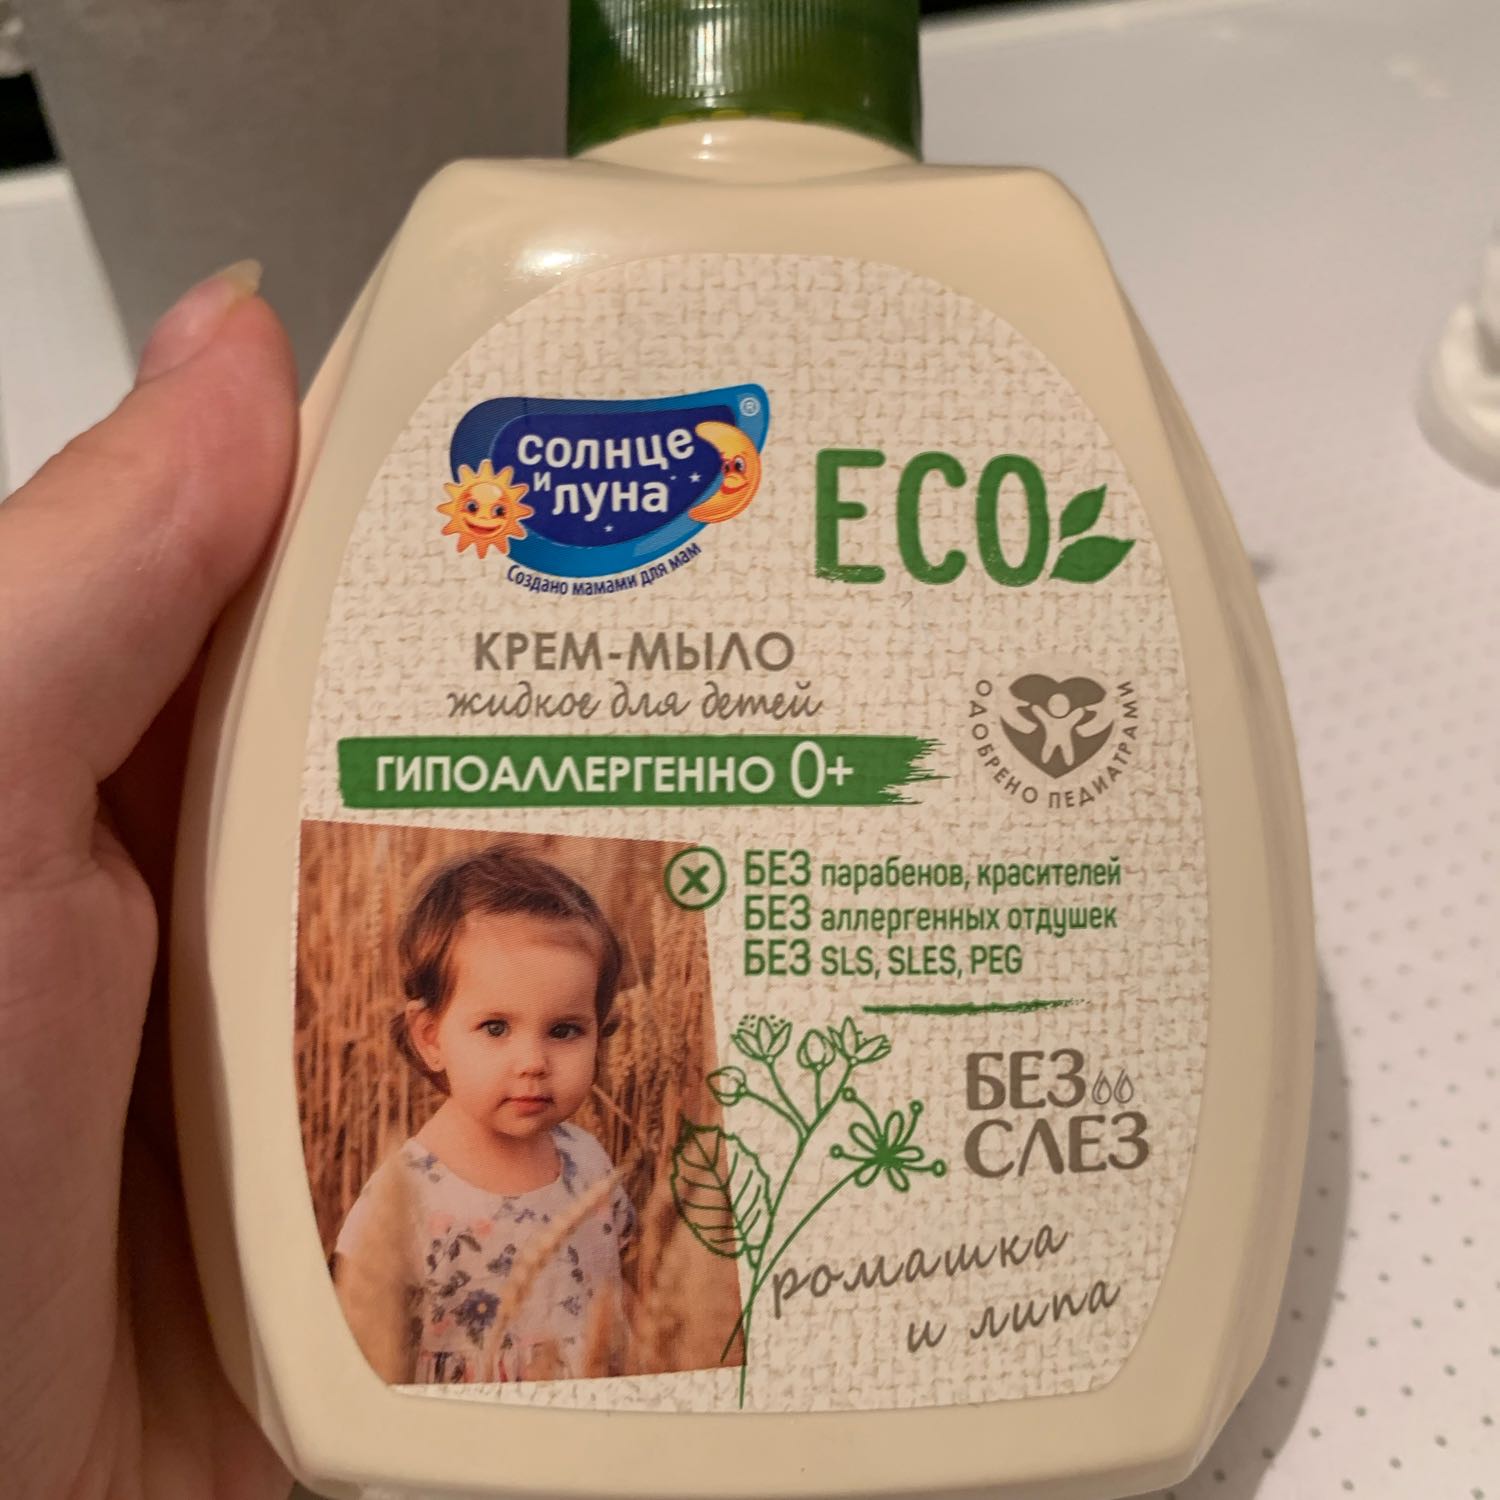 СОЛНЦЕ
И
ЛУНА
®
Создано мамами для мам
ECO
КРЕМ-МЫЛО
жидкое для детей
ГИПОАЛЛЕРГЕННО 0+
ОДОБРЕНО ПЕДИАТРАМИ
БЕЗ парабенов, красителей
БЕЗ аллергенных отдушек
БЕЗ SLS, SLES, PEG
БЕЗ
СЛЕЗ
ромашка
и липа